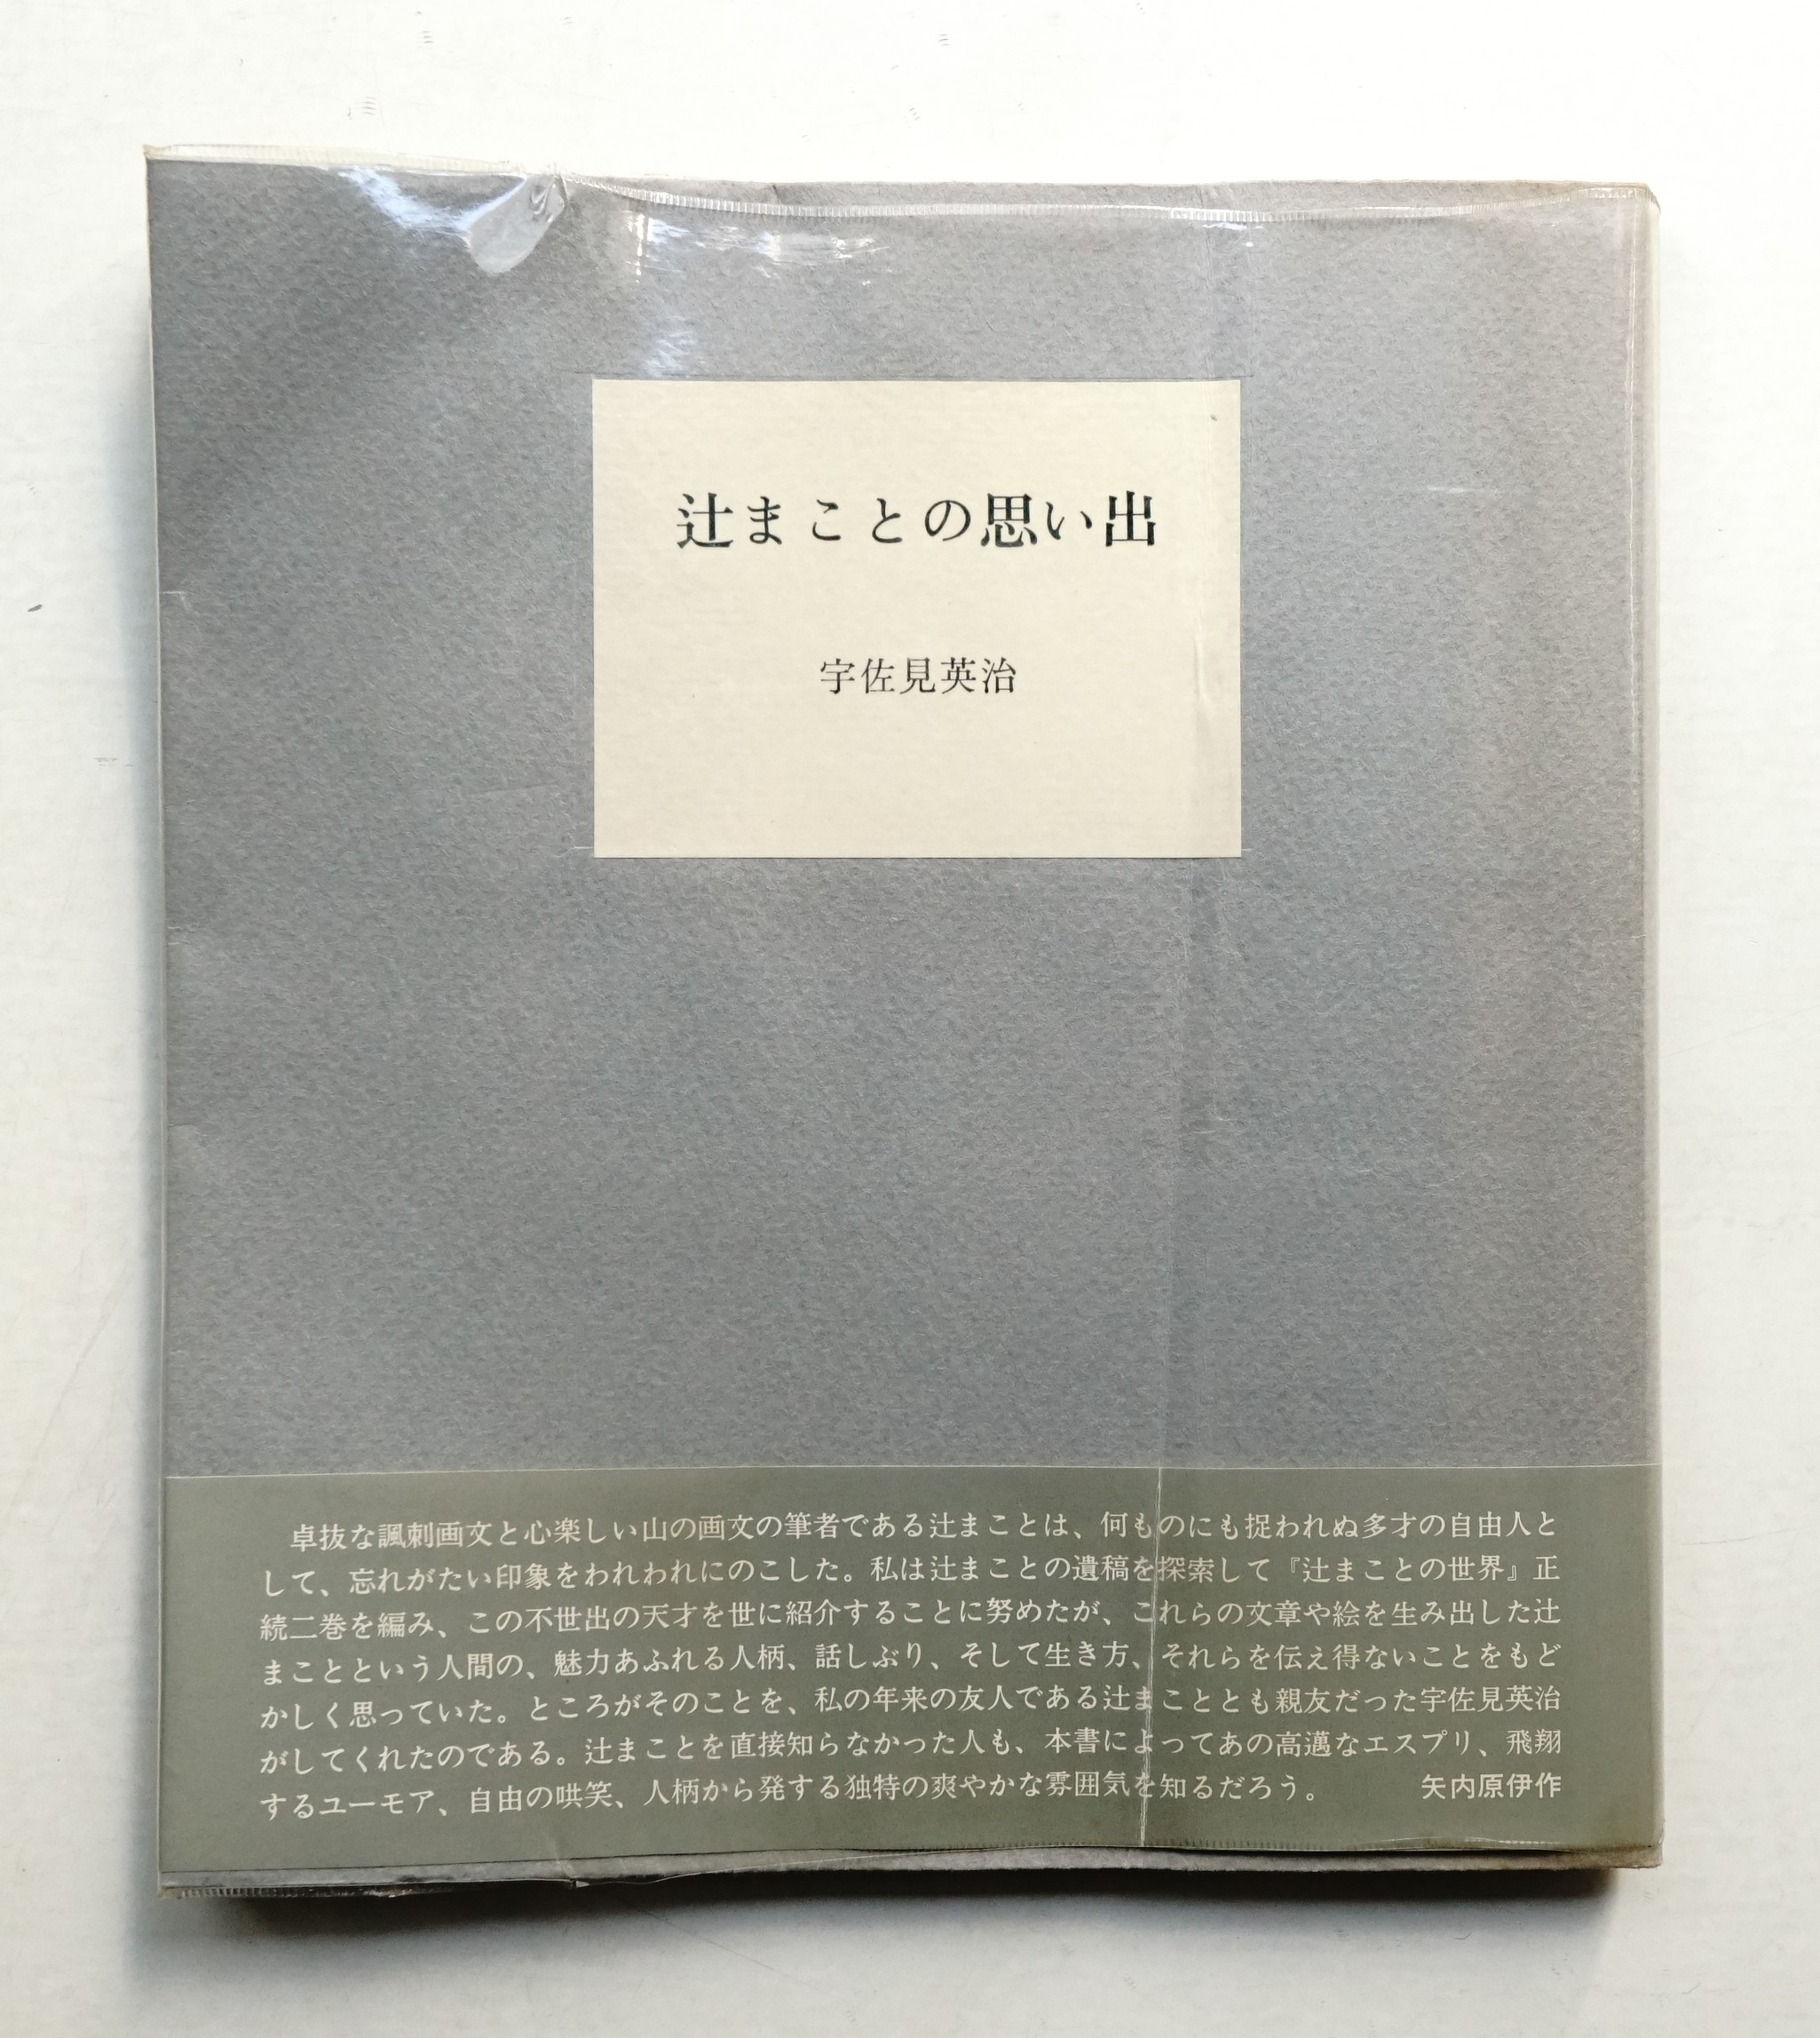 辻まことの思い出
宇佐見英治
卓抜な諷刺画文と心楽しい山の画文の筆者である辻まことは、何ものにも捉われぬ多才の自由人と
して、忘れがたい印象をわれわれにのこした。私は辻まことの遺稿を探索して『辻まことの世界』正
続二巻を編み、この不世出の天才を世に紹介することに努めたが、これらの文章や絵を生み出した辻
まことという人間の、魅力あふれる人柄、話しぶり、そして生き方、それらを伝え得ないことをもど
かしく思っていた。ところがそのことを、私の年来の友人である辻まこととも親友だった宇佐見英治
がしてくれたのである。辻まことを直接知らなかった人も、本書によってあの高邁なエスプリ、飛翔
するユーモア、自由の哄笑、人柄から発する独特の爽やかな雰囲気を知るだろう。 矢内原伊作